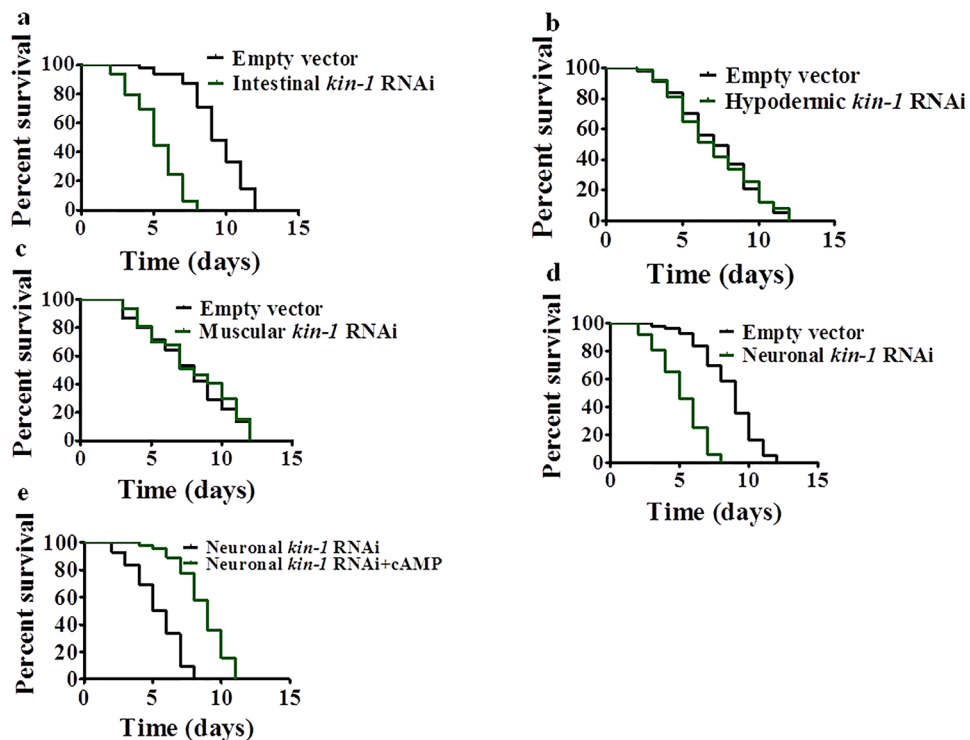 a
Percent survival
100
80
60
40
20
0
Empty vector
Intestinal kin-1 RNAi
0 5 10 15
Time (days)
b
Percent survival
100
80
60
40
20
0
Empty vector
Hypodermic kin-1 RNAi
0 5 10 15
Time (days)
c
Percent survival
100
80
60
40
20
0
Empty vector
Muscular kin-1 RNAi
0 5 10 15
Time (days)
d
Percent survival
100
80
60
40
20
0
Empty vector
Neuronal kin-1 RNAi
0 5 10 15
Time (days)
e
Percent survival
100
80
60
40
20
0
Neuronal kin-1 RNAi
Neuronal kin-1 RNAi+cAMP
0 5 10 15
Time (days)